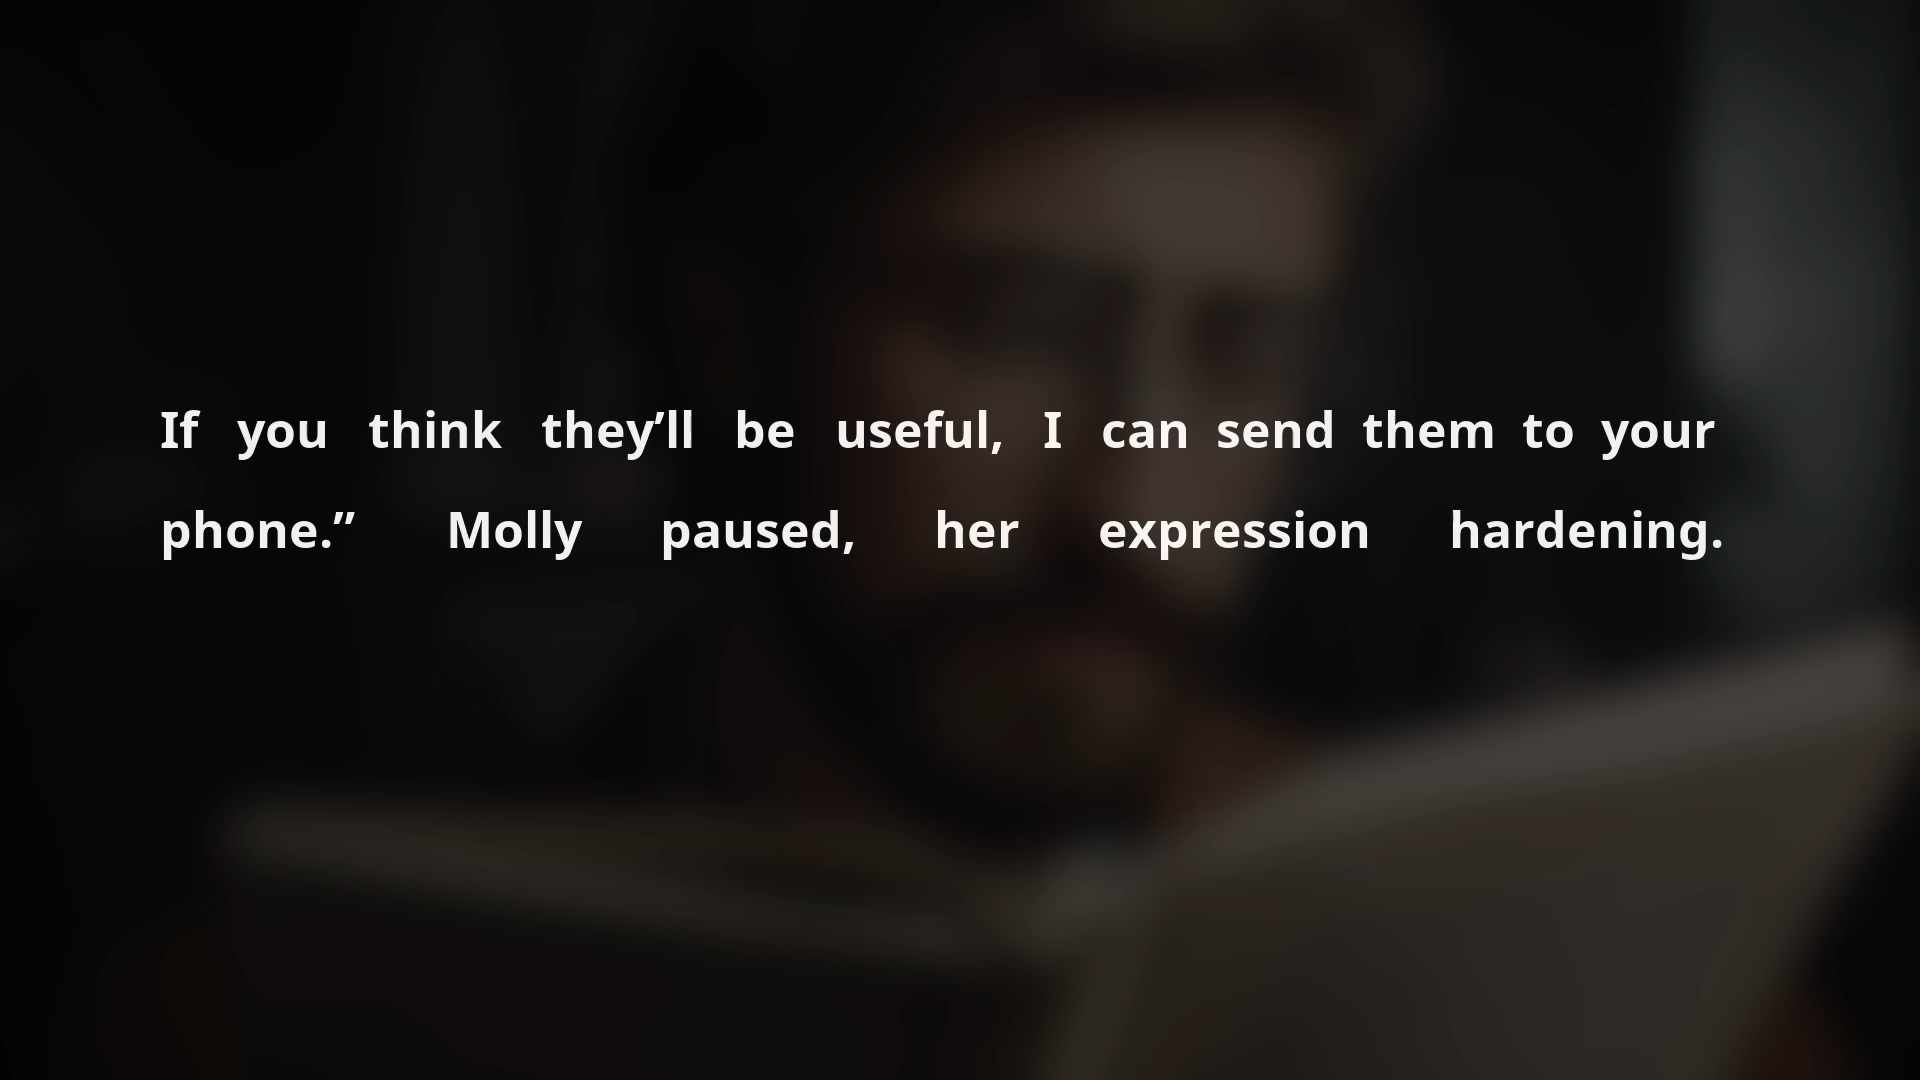 If you think they’ll be useful, I can send them to your
phone.” Molly paused, her expression hardening.